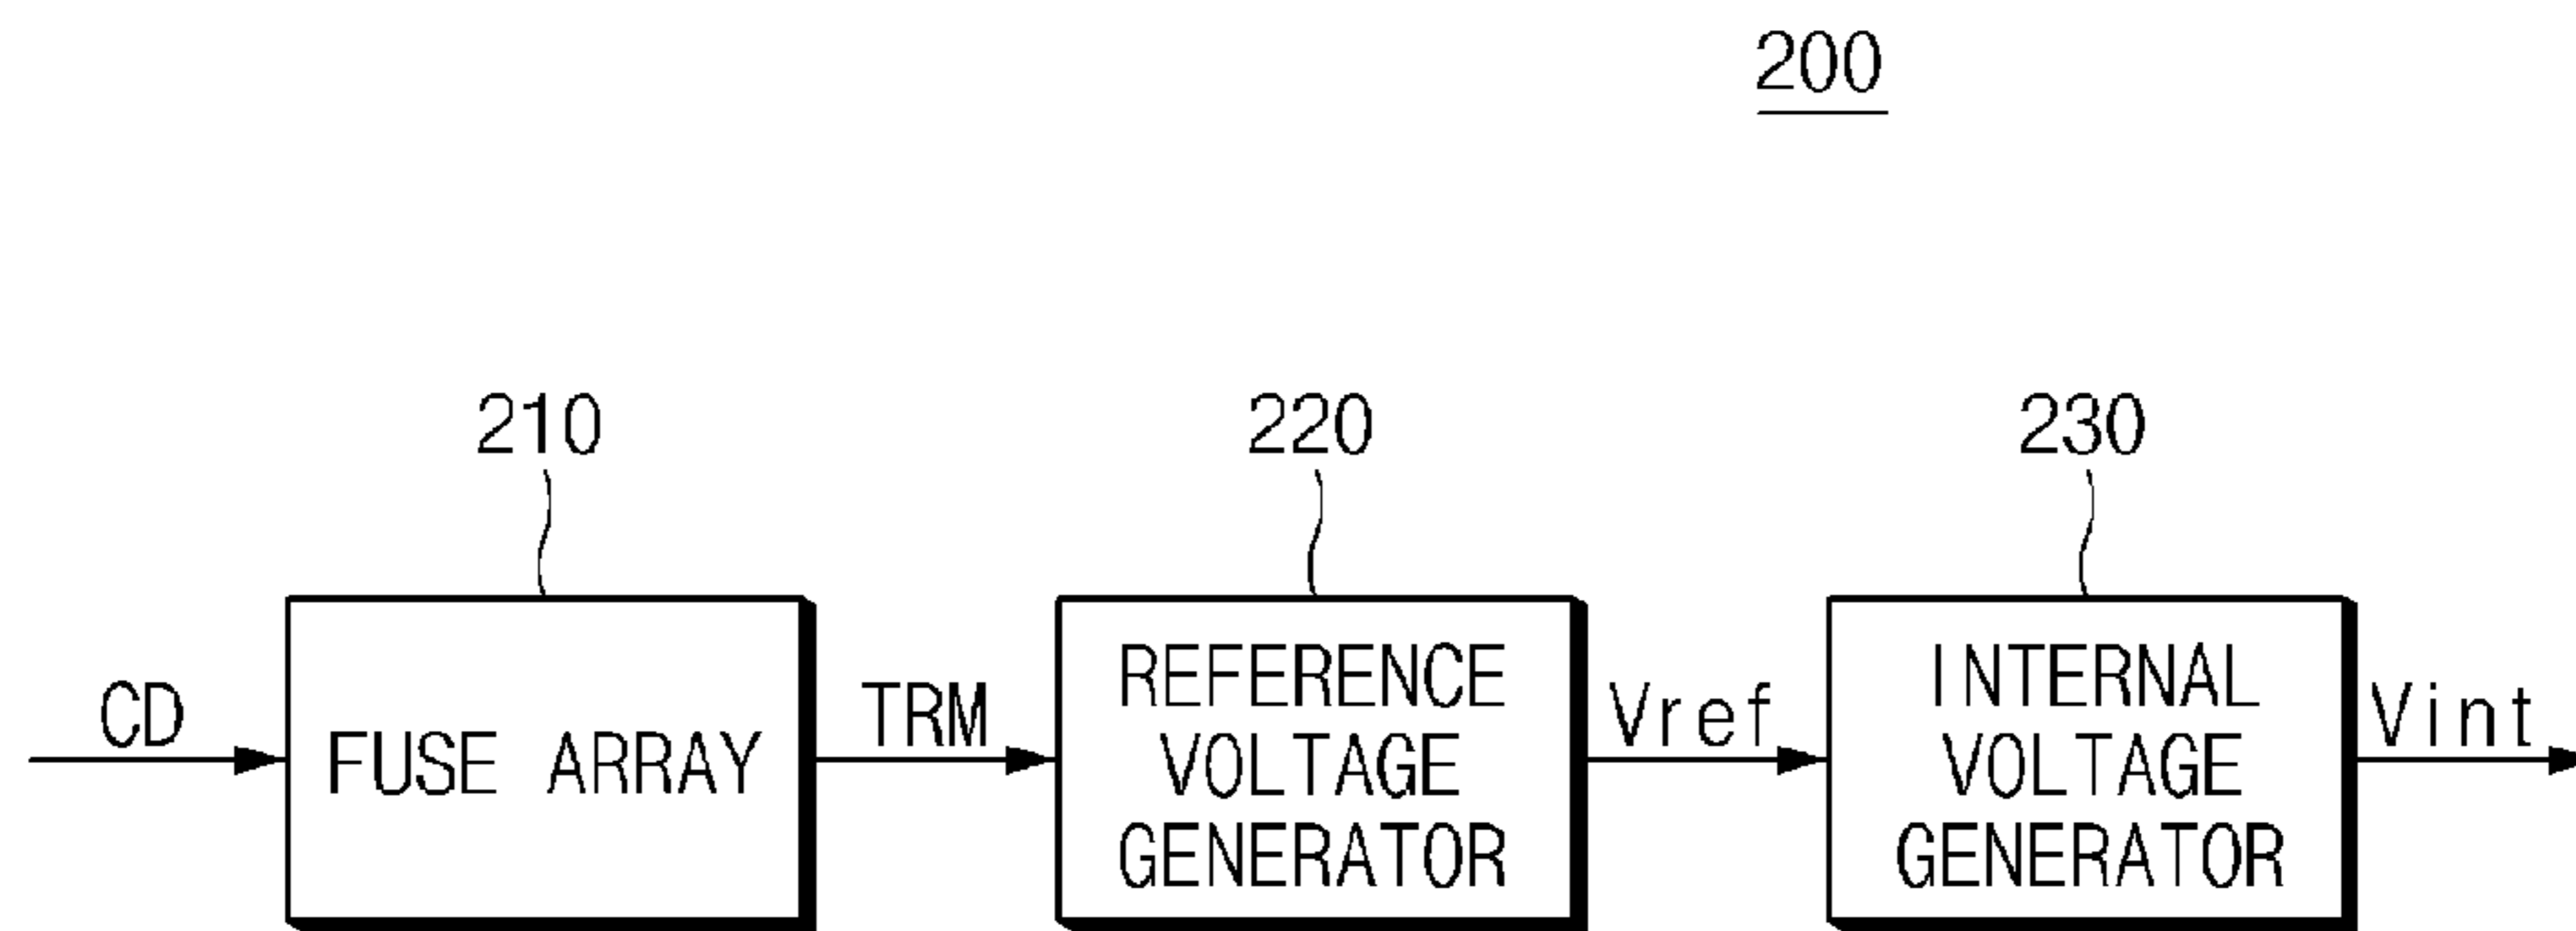 200
210
220
230
CD
FUSE ARRAY
TRM
REFERENCE
VOLTAGE
GENERATOR
Vref
INTERNAL
VOLTAGE
GENERATOR
Vint